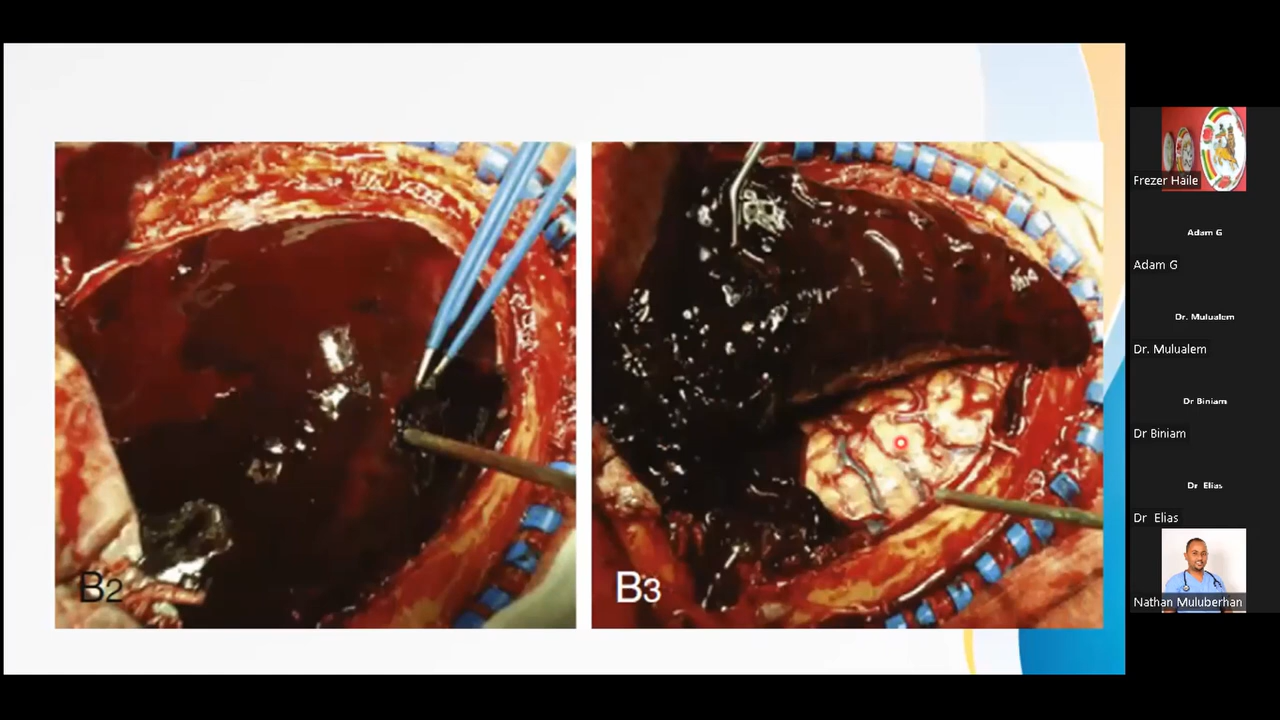 B2
B3
Frezer Haile
Adam G
Adam G
Dr. Mulualem
Dr. Mulualem
Dr Biniam
Dr Biniam
Dr Elias
Dr Elias
Nathan Muluberhan